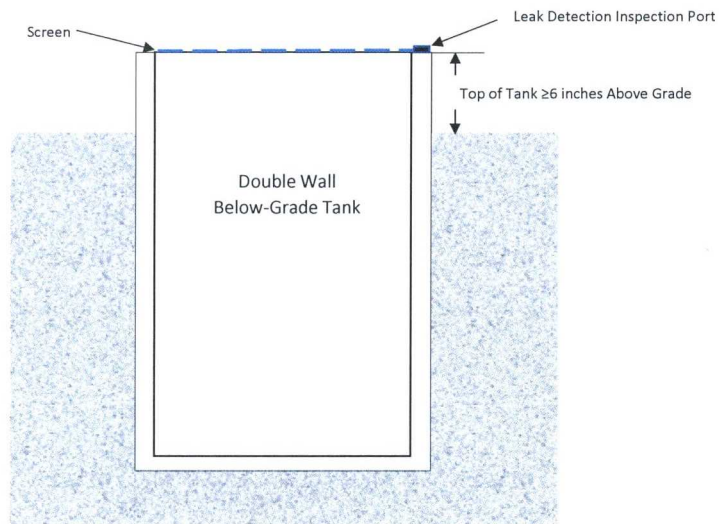 Leak Detection Inspection Port
Screen
Top of Tank ≥6 inches Above Grade
Double Wall
Below-Grade Tank